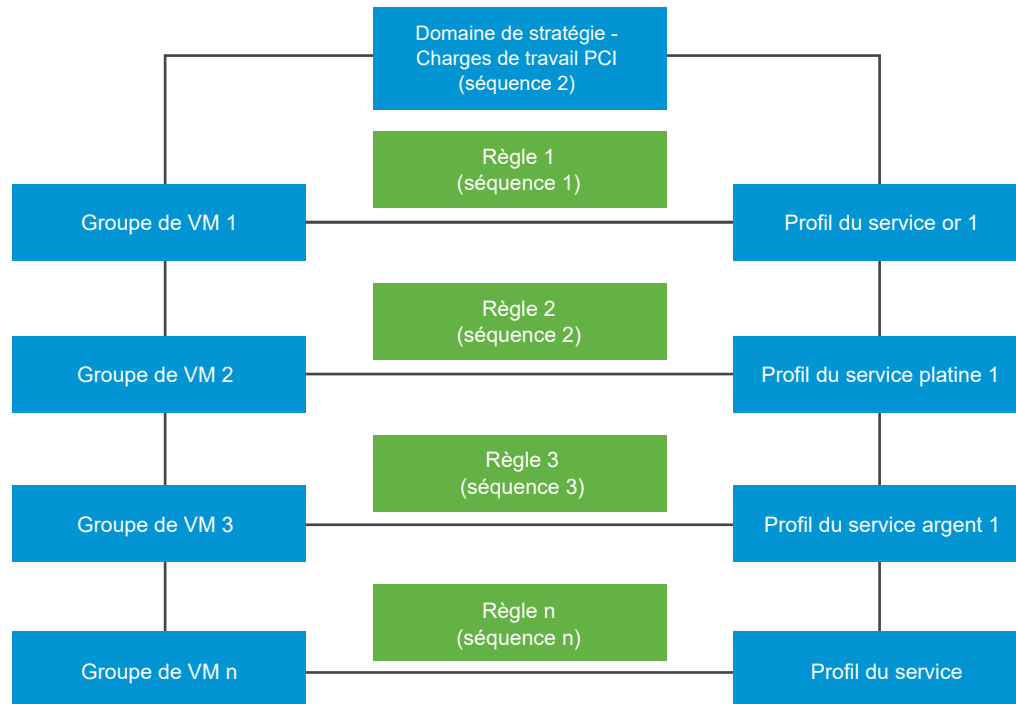 Domaine de stratégie -
Charges de travail PCI
(séquence 2)
Règle 1
(séquence 1)
Groupe de VM 1
Profil du service or 1
Règle 2
(séquence 2)
Groupe de VM 2
Profil du service platine 1
Règle 3
(séquence 3)
Groupe de VM 3
Profil du service argent 1
Règle n
(séquence n)
Groupe de VM n
Profil du service